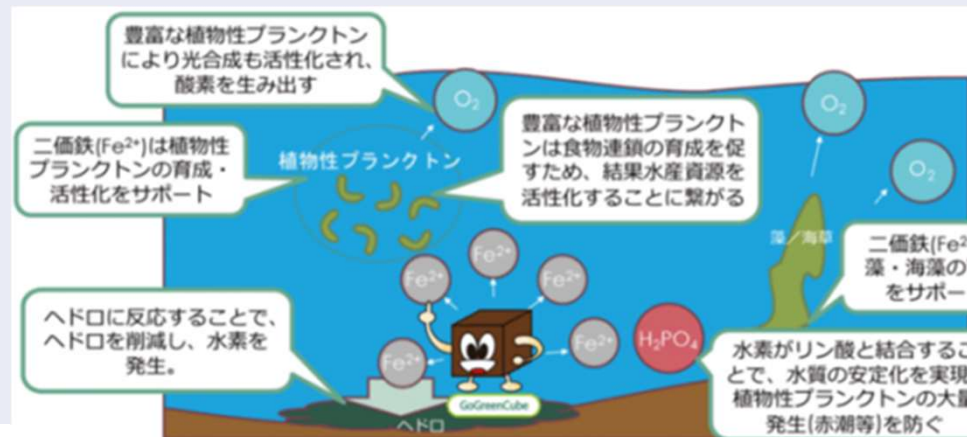 豊富な植物性プランクトン
により光合成も活性化され、
酸素を生み出す
O₂
二価鉄(Fe²⁺)は植物性
プランクトンの育成・
活性化をサポート
植物性プランクトン
豊富な植物性プランクト
ンは食物連鎖の育成を促
すため、結果水産資源を
活性化することに繋がる
O₂
O₂
藻／海草
二価鉄(Fe²
藻・海藻の
をサポー
Fe²⁺
Fe²⁺
Fe²⁺
Fe²⁺
Fe²⁺
H₂PO₄
ヘドロに反応することで、
ヘドロを削減し、水素を
発生。
GoGreenCube
ヘドロ
水素がリン酸と結合するこ
とで、水質の安定化を実現
植物性プランクトンの大量
発生(赤潮等)を防ぐ